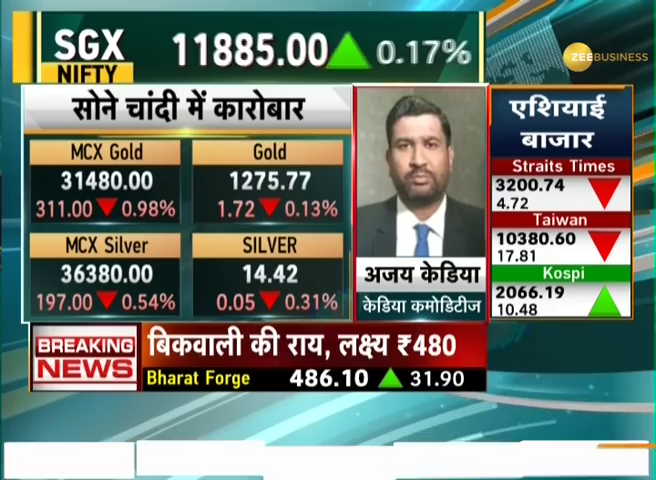 SGX
NIFTY
11885.00 0.17%
ZEEBUSINESS
सोने चांदी में कारोबार
MCX Gold
31480.00
311.00 0.98%
Gold
1275.77
1.72 0.13%
MCX Silver
36380.00
197.00 0.54%
SILVER
14.42
0.05 0.31%
अजय केडिया
केडिया कमोडिटीज
एशियाई
बाजार
Straits Times
3200.74
4.72
Taiwan
10380.60
17.81
Kospi
2066.19
10.48
BREAKING
NEWS
बिकवाली की राय, लक्ष्य ₹480
Bharat Forge 486.10 31.90